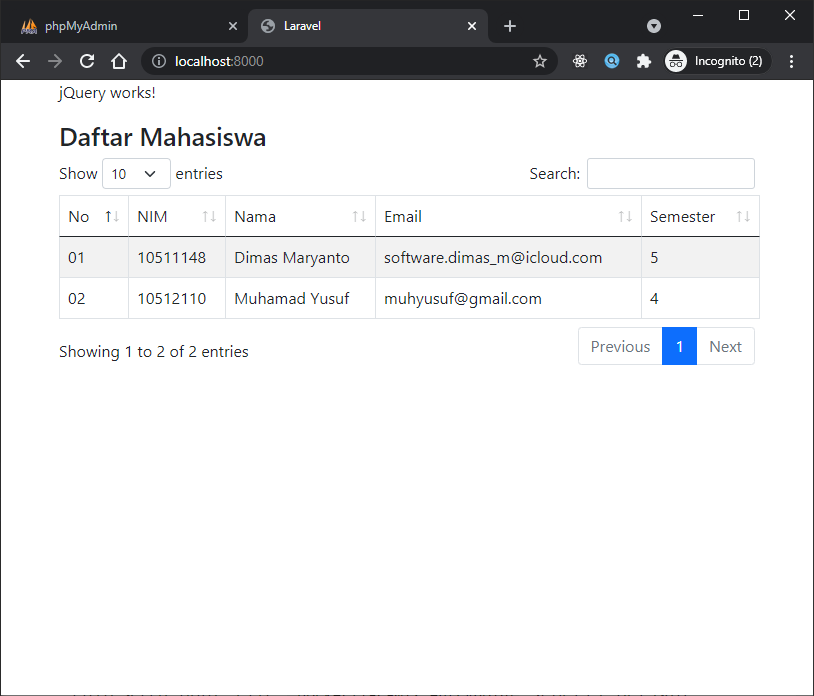 phpMyAdmin
Laravel
localhost:8000
Incognito (2)
jQuery works!
Daftar Mahasiswa
Show 10 entries
Search:
No NIM Nama Email Semester
01 10511148 Dimas Maryanto software.dimas_m@icloud.com 5
02 10512110 Muhamad Yusuf muhyusuf@gmail.com 4
Showing 1 to 2 of 2 entries
Previous 1 Next